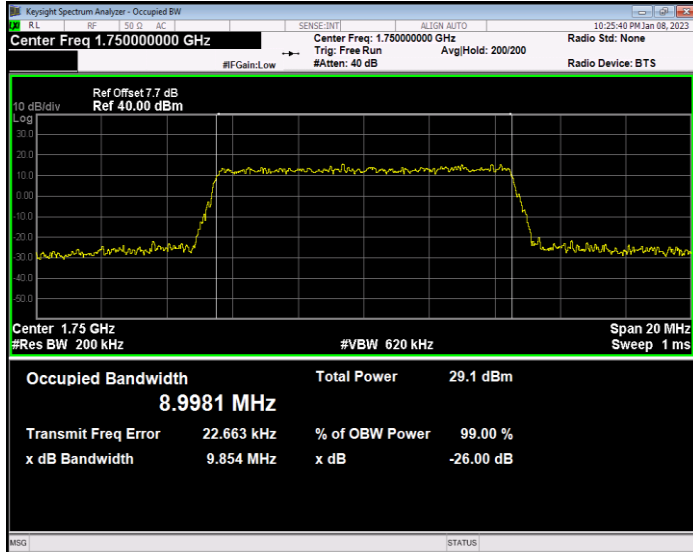 Keysight Spectrum Analyzer - Occupied BW
RL RF 50 Ω AC SENSE:INT ALIGN AUTO 10:25:40 PM Jan 08, 2023
Center Freq 1.750000000 GHz Center Freq: 1.750000000 GHz Radio Std: None
Trig: Free Run Avg|Hold: 200/200
#IFGain:Low #Atten: 40 dB Radio Device: BTS
Ref Offset 7.7 dB
10 dB/div Ref 40.00 dBm
Log
30.0
20.0
10.0
0.00
-10.0
-20.0
-30.0
-40.0
-50.0
Center 1.75 GHz Span 20 MHz
#Res BW 200 kHz #VBW 620 kHz Sweep 1 ms
Occupied Bandwidth Total Power 29.1 dBm
8.9981 MHz
Transmit Freq Error 22.663 kHz % of OBW Power 99.00 %
x dB Bandwidth 9.854 MHz x dB -26.00 dB
MSG STATUS